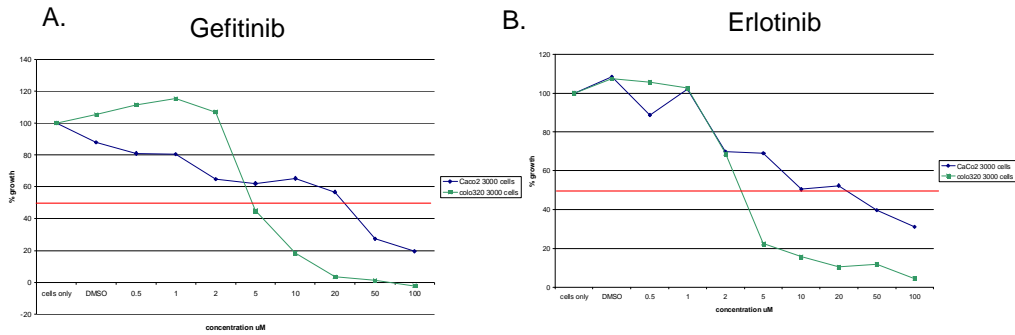 A.
Gefitinib
140
120
100
80
60
40
20
0
-20
% growth
cells only DMSO 0.5 1 2 5 10 20 50 100
concentration uM
Caco2 3000 cells
colo320 3000 cells
B.
Erlotinib
120
100
80
60
40
20
0
% growth
cells only DMSO 0.5 1 2 5 10 20 50 100
concentration uM
CaCo2 3000 cells
colo320 3000 cells